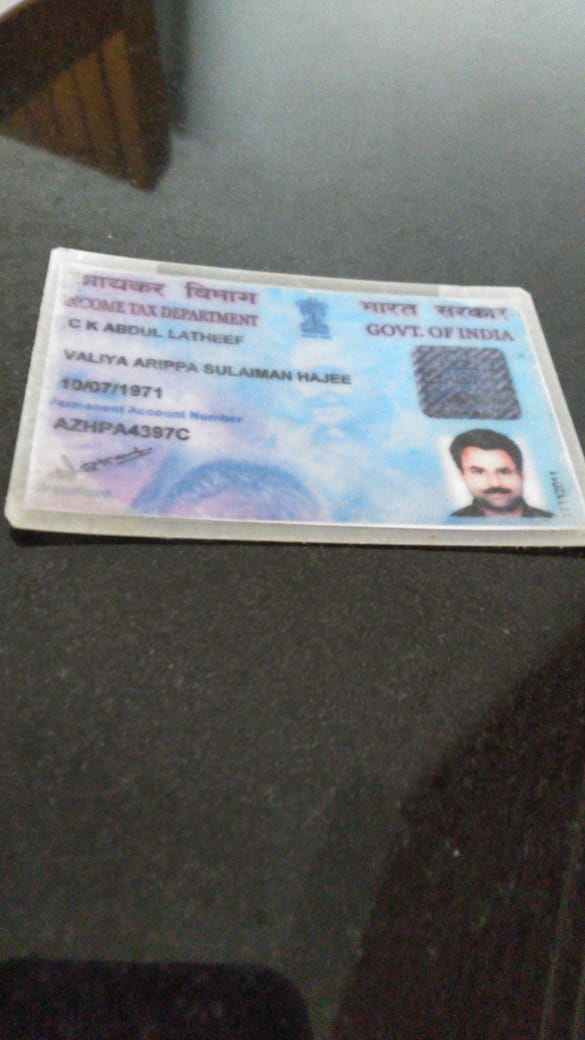 आयकर विभाग
INCOME TAX DEPARTMENT
भारत सरकार
GOVT. OF INDIA
C K ABDUL LATHEEF
VALIYA ARIPPA SULAIMAN HAJEE
10/07/1971
Permanent Account Number
AZHPA4397C
Signature